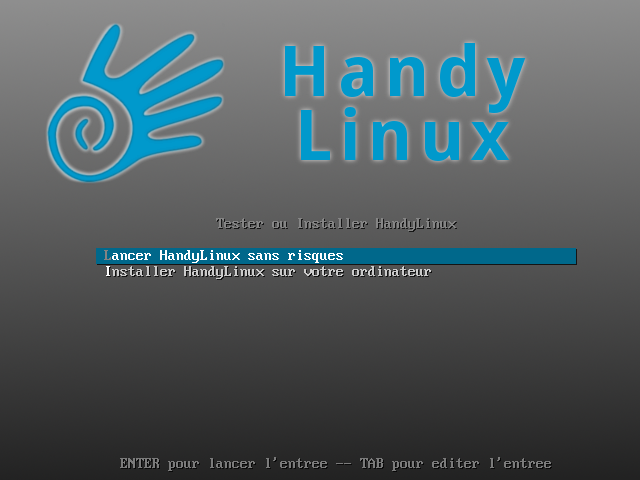 Handy
Linux
Tester ou Installer HandyLinux
Lancer HandyLinux sans risques
Installer HandyLinux sur votre ordinateur
ENTER pour lancer l'entree -- TAB pour editer l'entree